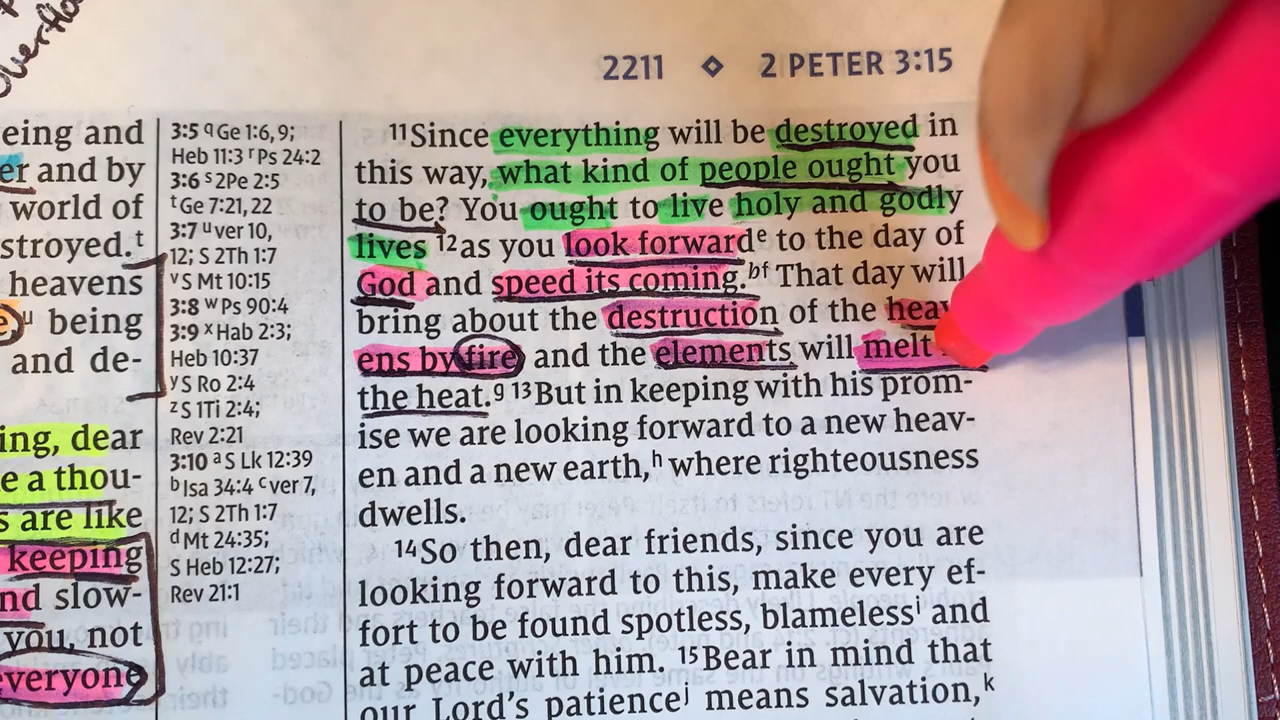 overflo
2211 ◇ 2 PETER 3:15
eing and
er and by
world of
stroyed.ᵗ
heavens
e)ᵘ being
and de-
ing, dear
e a thou-
s are like
keeping
nd slow-
you, not
veryone
3:5 q Ge 1:6, 9;
Heb 11:3 r Ps 24:2
3:6 s 2Pe 2:5
t Ge 7:21, 22
3:7 u ver 10,
12; S 2Th 1:7
v S Mt 10:15
3:8 w Ps 90:4
3:9 x Hab 2:3;
Heb 10:37
y S Ro 2:4
z S 1Ti 2:4;
Rev 2:21
3:10 a S Lk 12:39
b Isa 34:4 c ver 7,
12; S 2Th 1:7
d Mt 24:35;
S Heb 12:27;
Rev 21:1
11 Since everything will be destroyed in
this way, what kind of people ought you
to be? You ought to live holy and godly
lives 12 as you look forward e to the day of
God and speed its coming. b f That day will
bring about the destruction of the heav
ens by fire and the elements will melt
the heat. g 13 But in keeping with his prom-
ise we are looking forward to a new heav-
en and a new earth, h where righteousness
dwells.
14 So then, dear friends, since you are
looking forward to this, make every ef-
fort to be found spotless, blameless i and
at peace with him. 15 Bear in mind that
our Lord's patience j means salvation, k